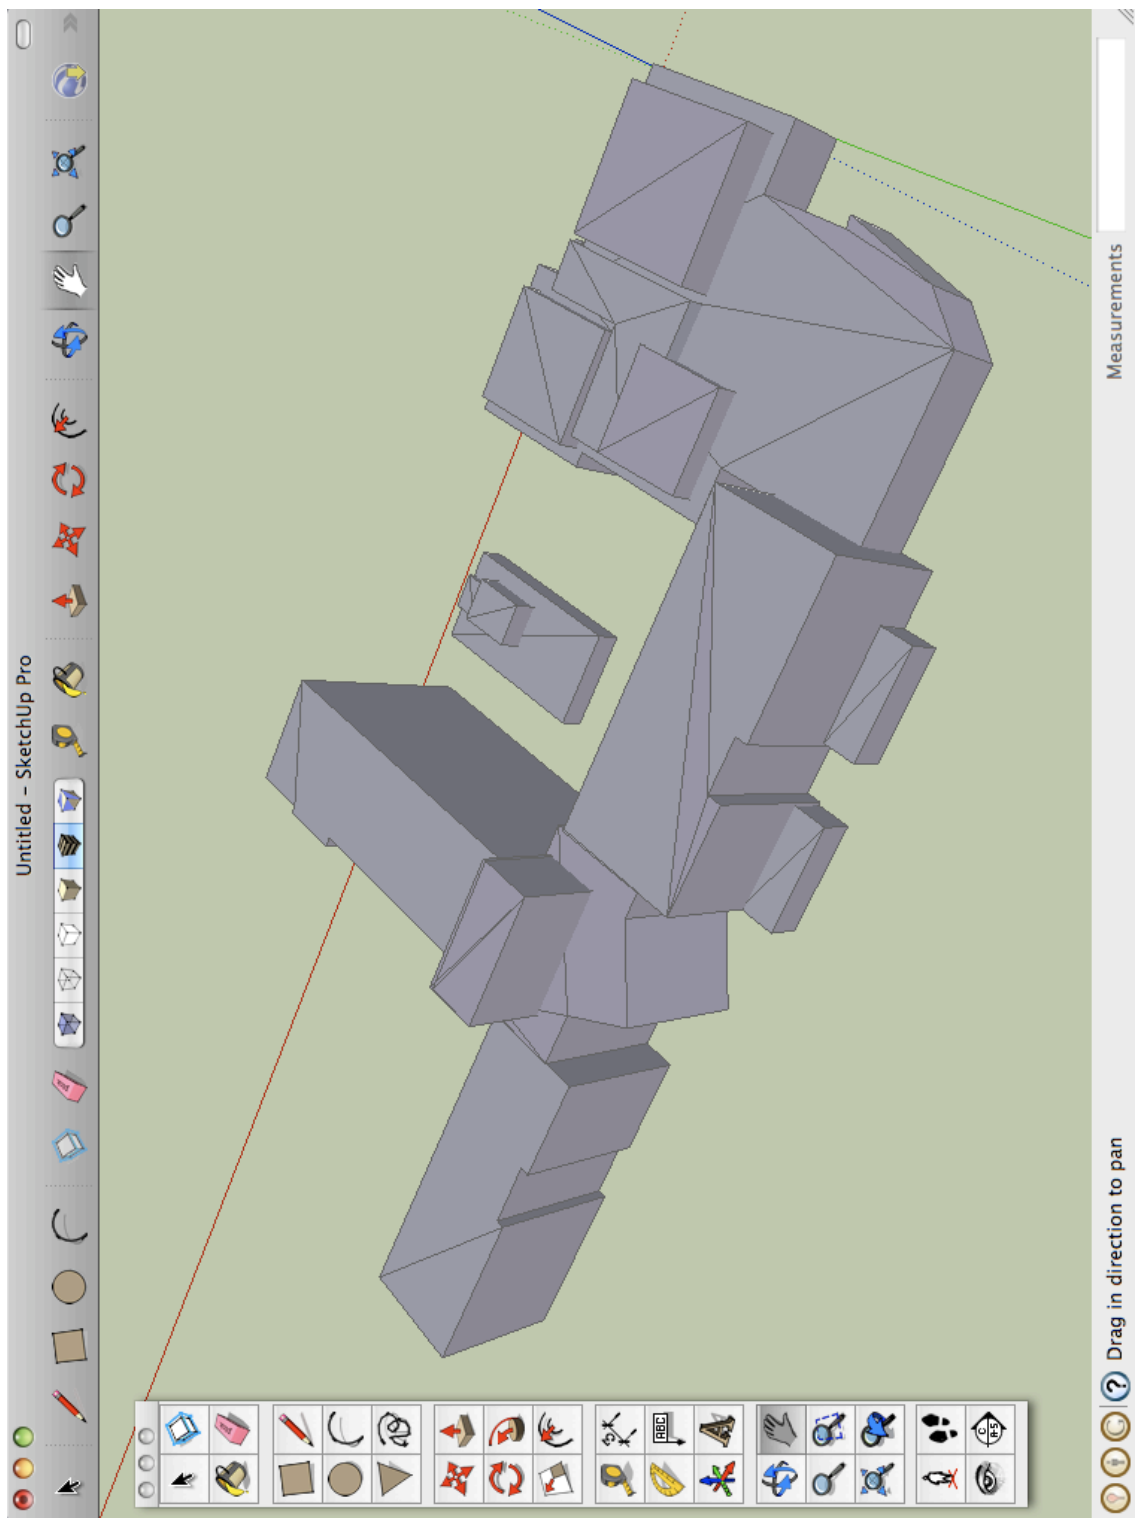 Untitled – SketchUp Pro
ABC
Drag in direction to pan
Measurements